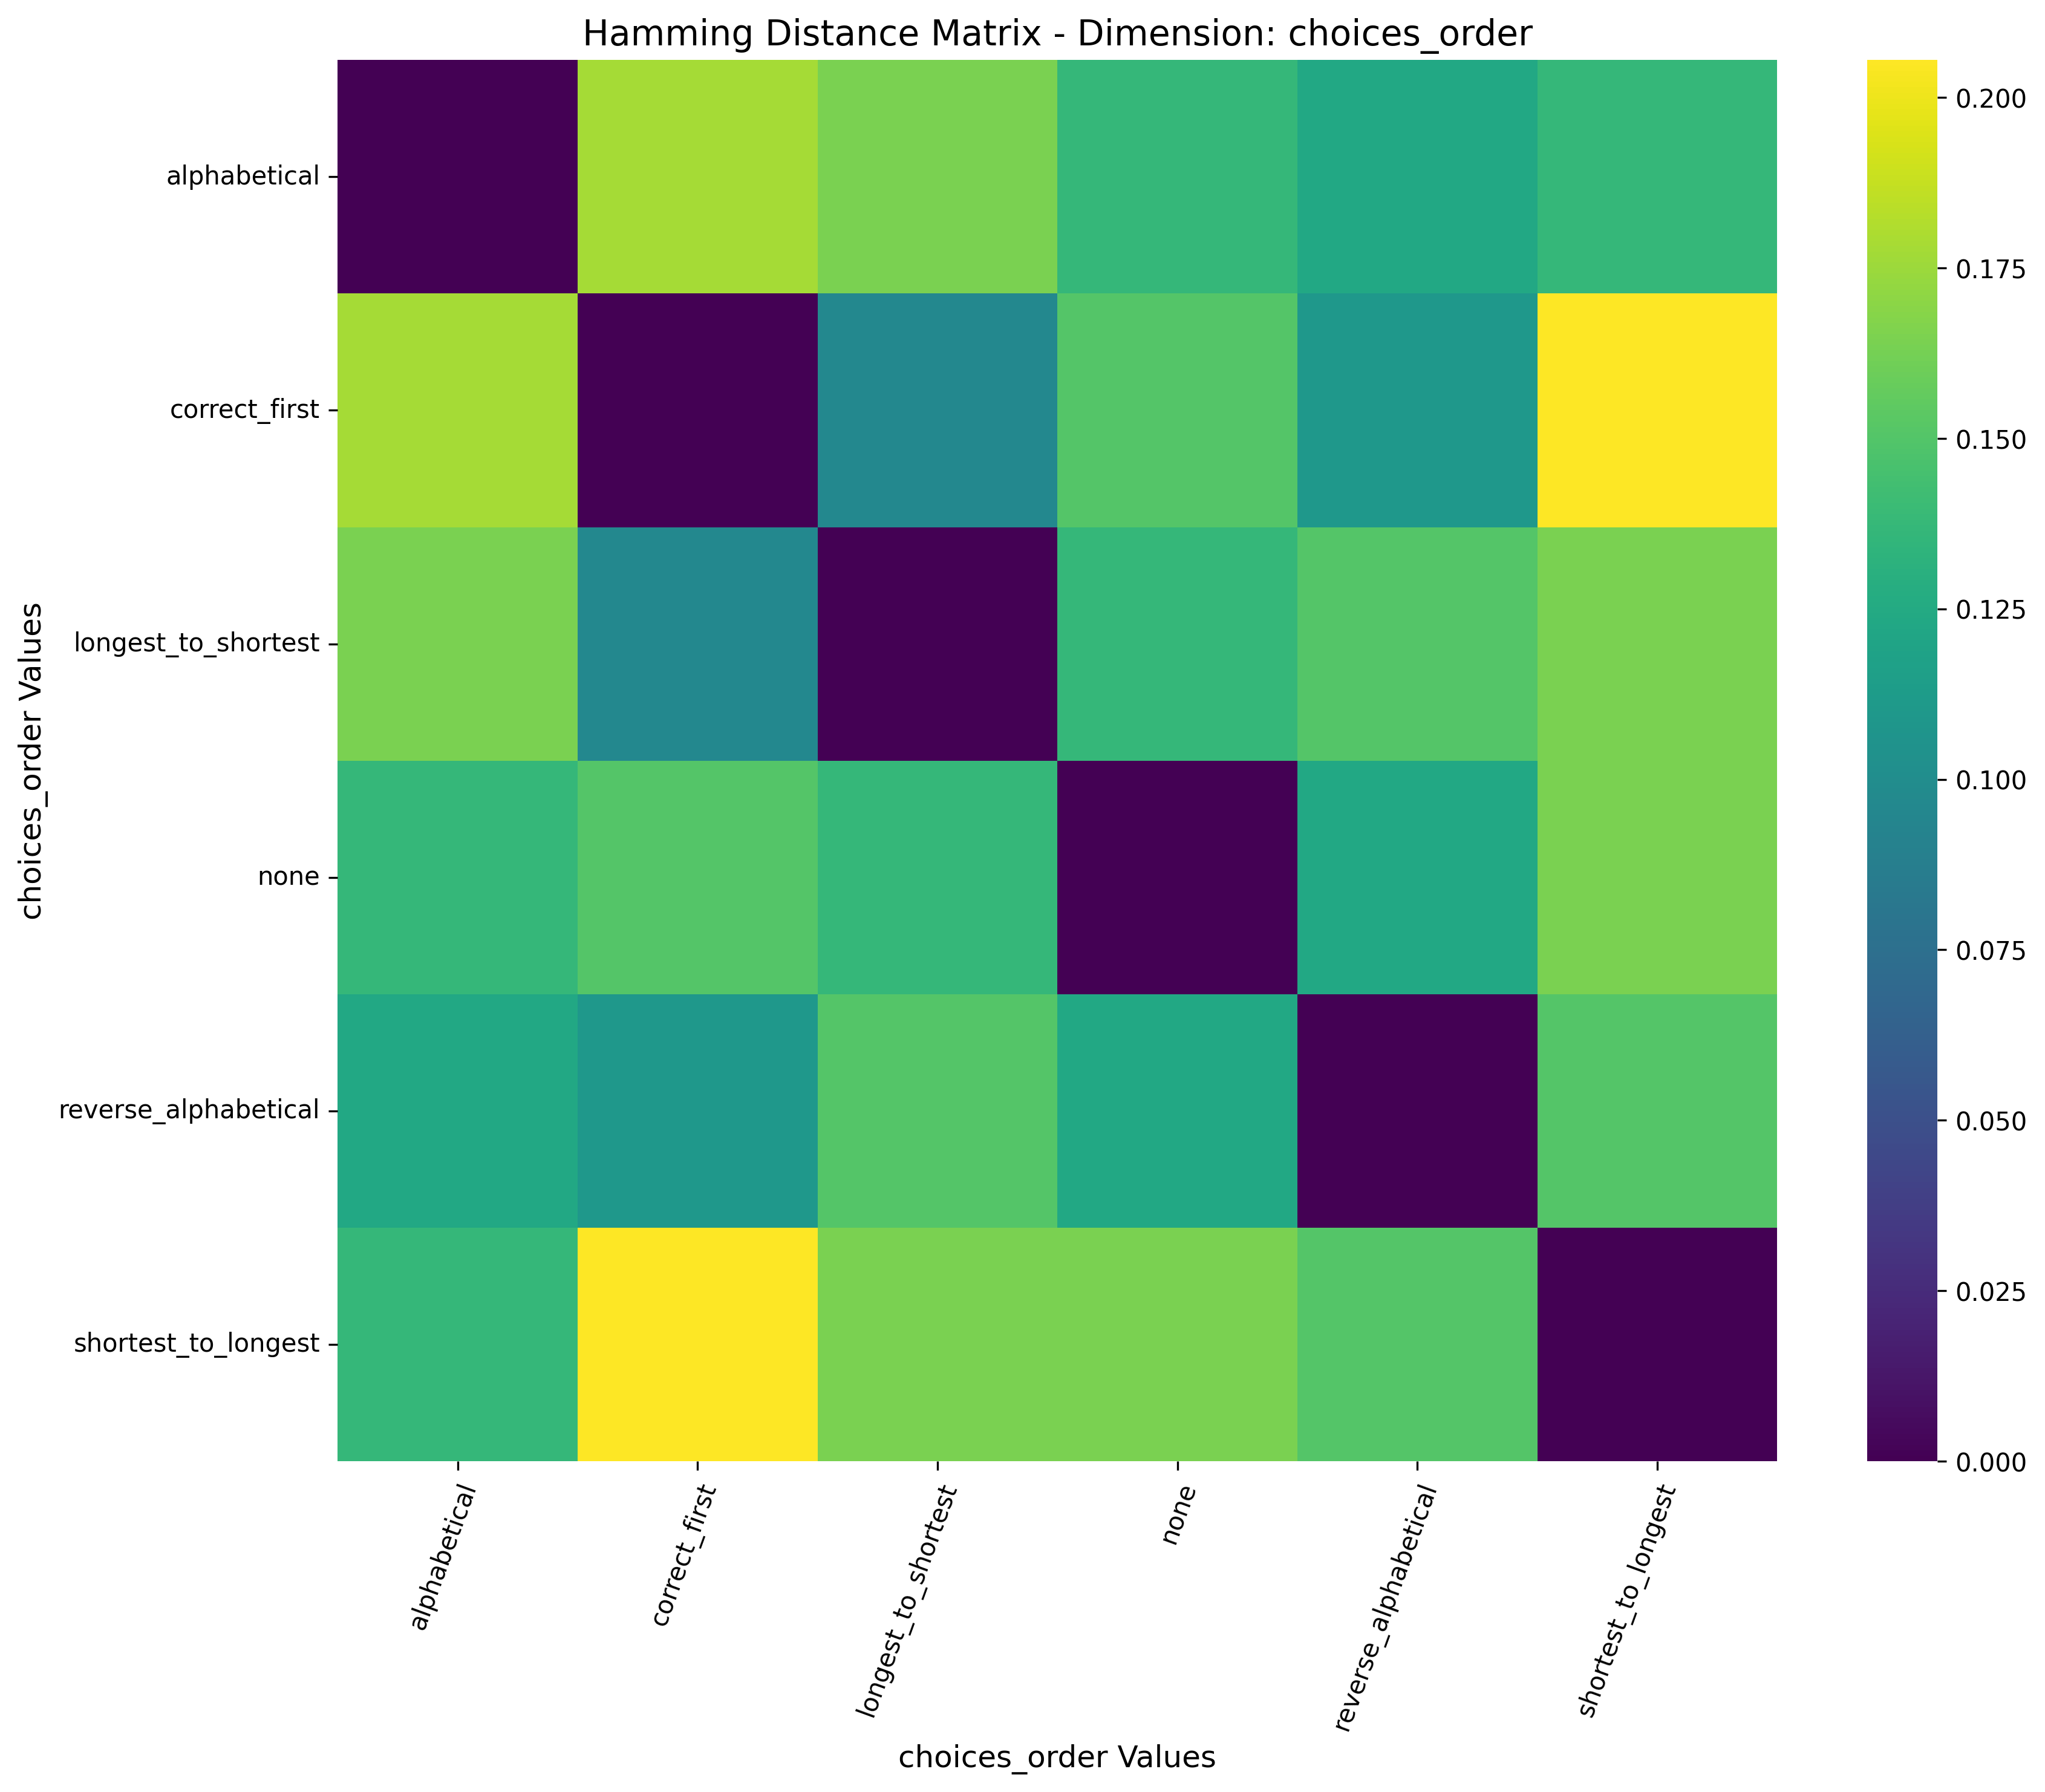 Hamming Distance Matrix - Dimension: choices_order
choices_order Values
alphabetical
correct_first
longest_to_shortest
none
reverse_alphabetical
shortest_to_longest
alphabetical
correct_first
longest_to_shortest
none
reverse_alphabetical
shortest_to_longest
choices_order Values
0.200
0.175
0.150
0.125
0.100
0.075
0.050
0.025
0.000